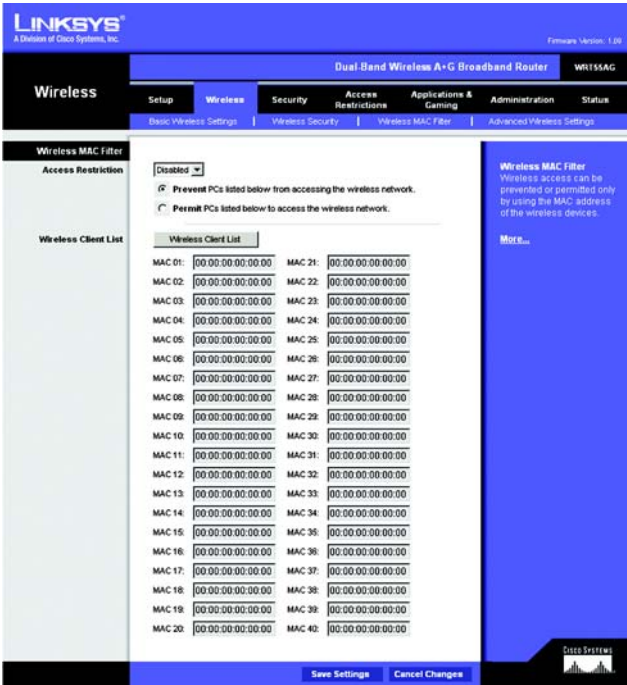 LINKSYS®
A Division of Cisco Systems, Inc.
Firmware Version: 1.00
Dual-Band Wireless A+G Broadband Router WRT55AG
Wireless
Setup Wireless Security Access Restrictions Applications & Gaming Administration Status
Basic Wireless Settings | Wireless Security | Wireless MAC Filter | Advanced Wireless Settings
Wireless MAC Filter
Access Restriction
Disabled
Prevent PCs listed below from accessing the wireless network.
Permit PCs listed below to access the wireless network.
Wireless Client List
Wireless Client List
MAC 01: 00:00:00:00:00:00 MAC 21: 00:00:00:00:00:00
MAC 02: 00:00:00:00:00:00 MAC 22: 00:00:00:00:00:00
MAC 03: 00:00:00:00:00:00 MAC 23: 00:00:00:00:00:00
MAC 04: 00:00:00:00:00:00 MAC 24: 00:00:00:00:00:00
MAC 05: 00:00:00:00:00:00 MAC 25: 00:00:00:00:00:00
MAC 06: 00:00:00:00:00:00 MAC 26: 00:00:00:00:00:00
MAC 07: 00:00:00:00:00:00 MAC 27: 00:00:00:00:00:00
MAC 08: 00:00:00:00:00:00 MAC 28: 00:00:00:00:00:00
MAC 09: 00:00:00:00:00:00 MAC 29: 00:00:00:00:00:00
MAC 10: 00:00:00:00:00:00 MAC 30: 00:00:00:00:00:00
MAC 11: 00:00:00:00:00:00 MAC 31: 00:00:00:00:00:00
MAC 12: 00:00:00:00:00:00 MAC 32: 00:00:00:00:00:00
MAC 13: 00:00:00:00:00:00 MAC 33: 00:00:00:00:00:00
MAC 14: 00:00:00:00:00:00 MAC 34: 00:00:00:00:00:00
MAC 15: 00:00:00:00:00:00 MAC 35: 00:00:00:00:00:00
MAC 16: 00:00:00:00:00:00 MAC 36: 00:00:00:00:00:00
MAC 17: 00:00:00:00:00:00 MAC 37: 00:00:00:00:00:00
MAC 18: 00:00:00:00:00:00 MAC 38: 00:00:00:00:00:00
MAC 19: 00:00:00:00:00:00 MAC 39: 00:00:00:00:00:00
MAC 20: 00:00:00:00:00:00 MAC 40: 00:00:00:00:00:00
Wireless MAC Filter
Wireless access can be
prevented or permitted only
by using the MAC address
of the wireless devices.
More...
Save Settings Cancel Changes
CISCO SYSTEMS